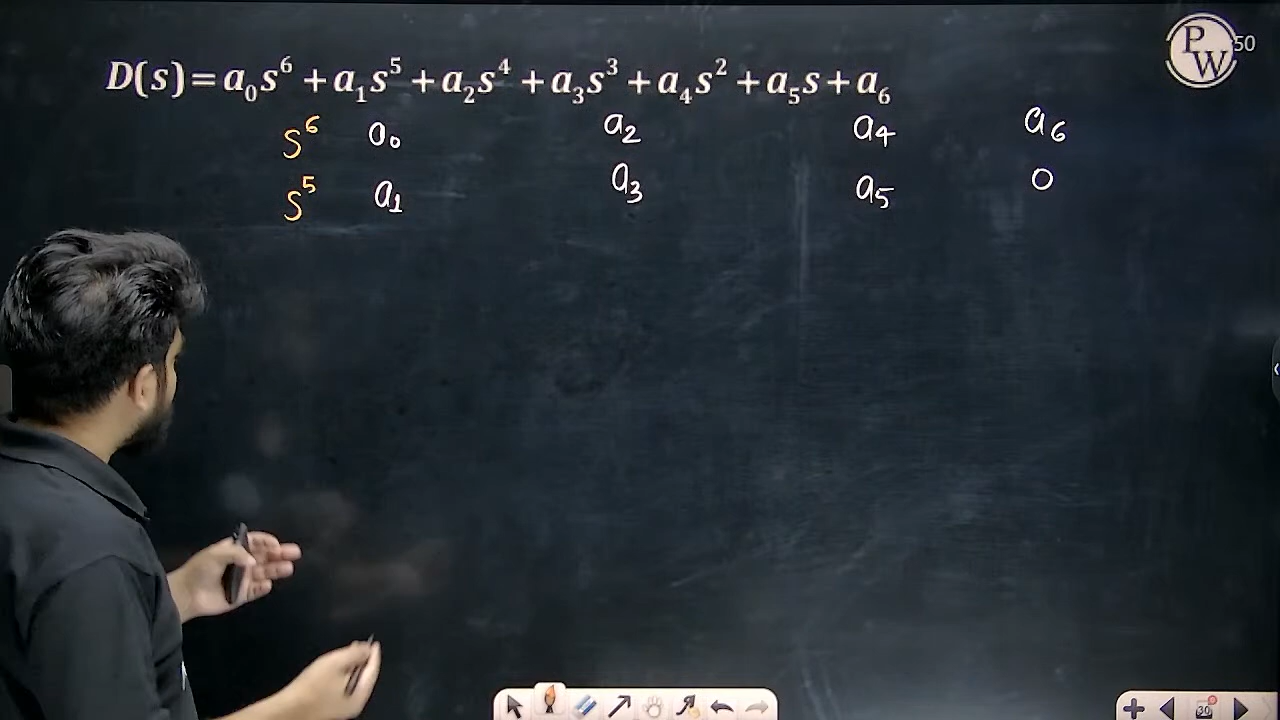 PW 50
D(s)=a₀s⁶+a₁s⁵+a₂s⁴+a₃s³+a₄s²+a₅s+a₆
S⁶ a₀ a₂ a₄ a₆
S⁵ a₁ a₃ a₅ 0
30